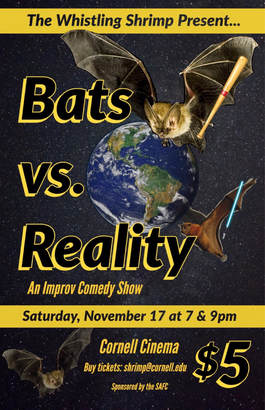 The Whistling Shrimp Present...
Bats
vs.
Reality
An Improv Comedy Show
Saturday, November 17 at 7 & 9pm
Cornell Cinema
Buy tickets: shrimp@cornell.edu
$5
Sponsored by the SAFC